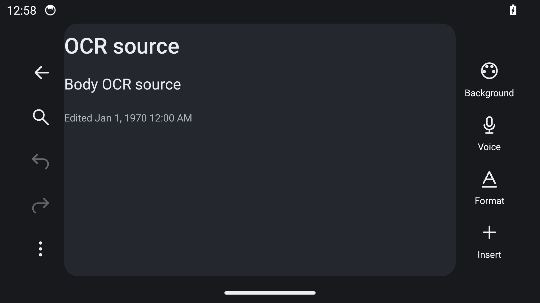 12:58
OCR source
Body OCR source
Edited Jan 1, 1970 12:00 AM
Background
Voice
Format
Insert